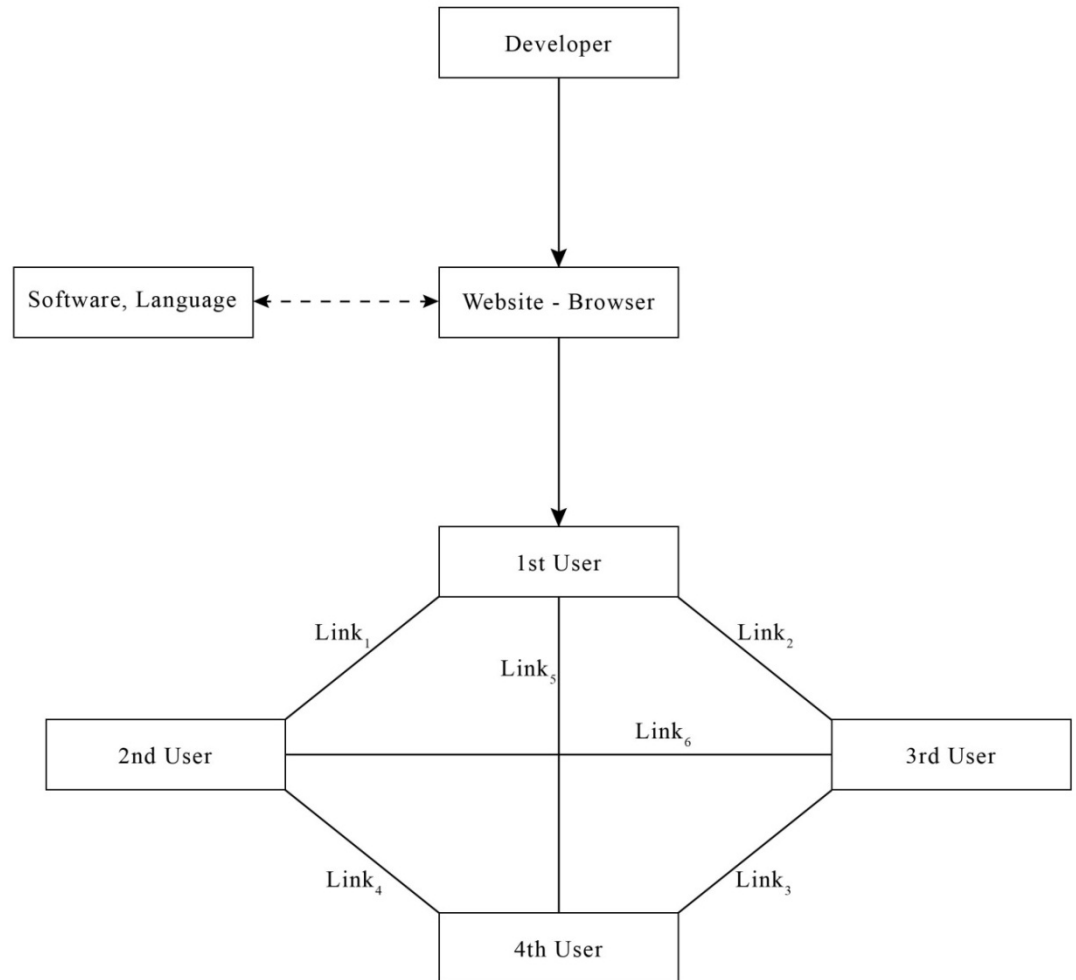 Developer
Software, Language
Website - Browser
1st User
Link₁
Link₂
Link₅
Link₆
2nd User
3rd User
Link₄
Link₃
4th User